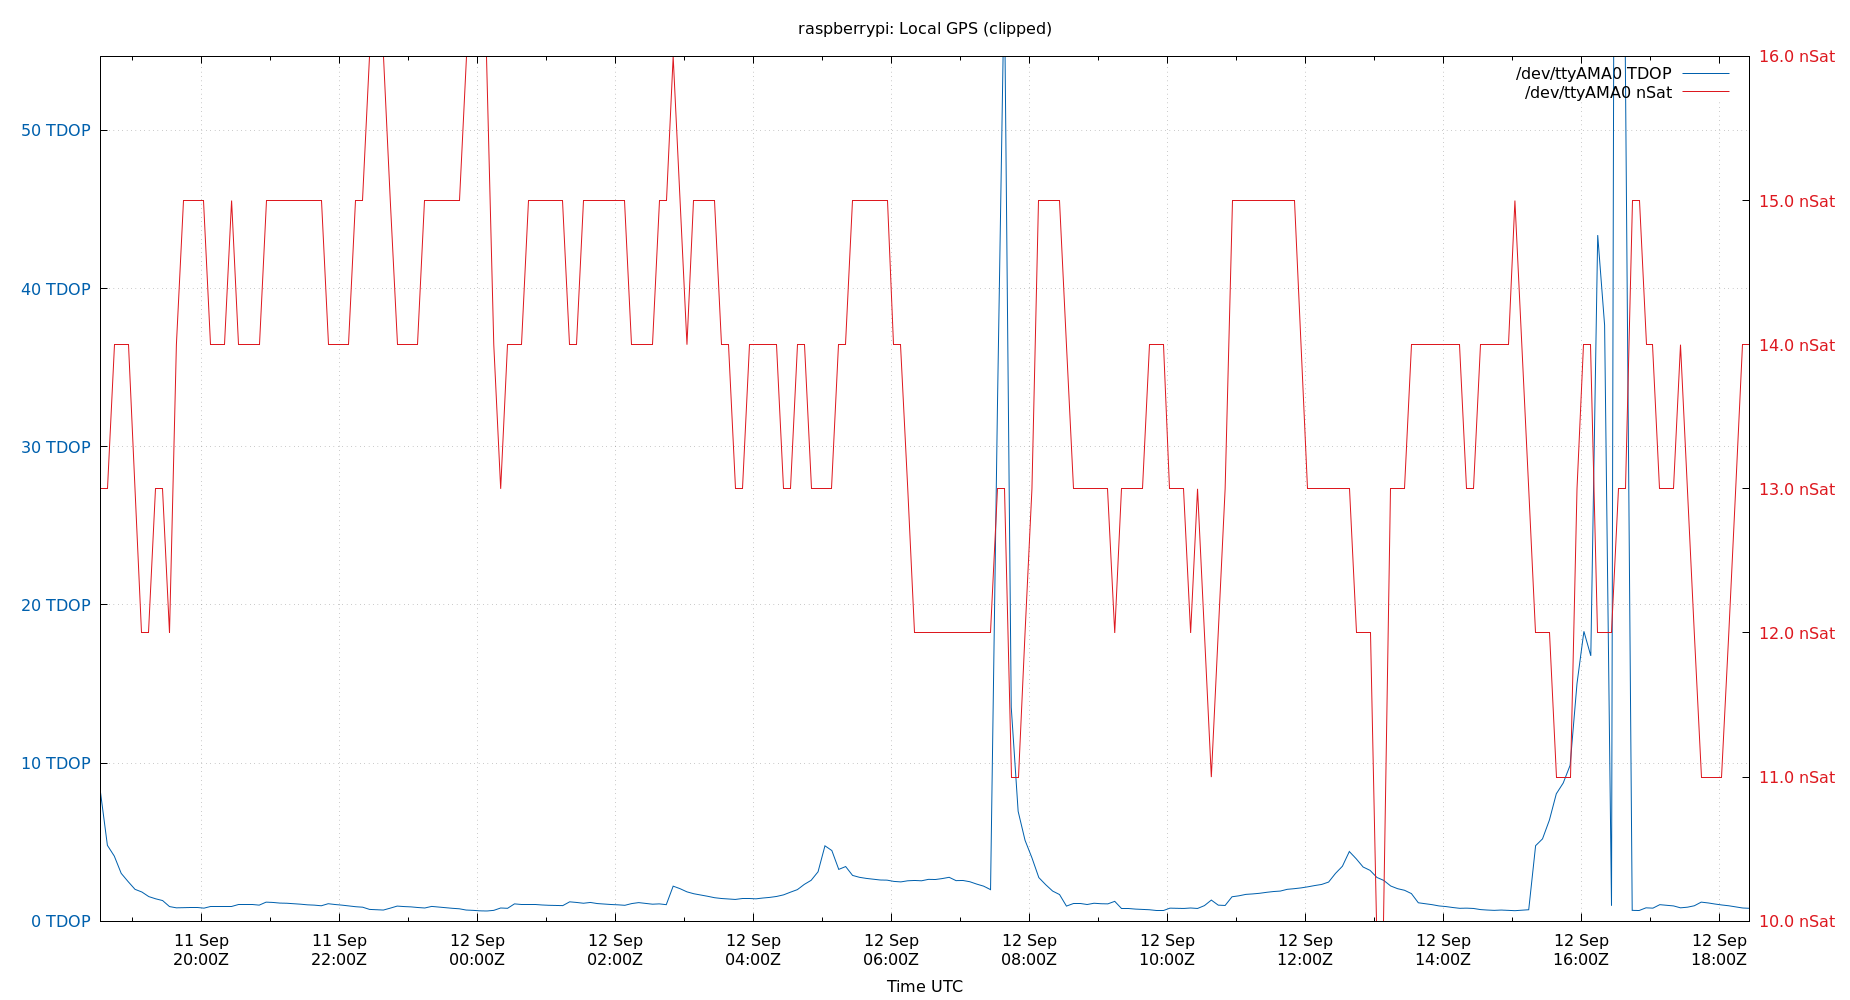 raspberrypi: Local GPS (clipped)
16.0 nSat
/dev/ttyAMA0 TDOP
/dev/ttyAMA0 nSat
50 TDOP
15.0 nSat
40 TDOP
14.0 nSat
30 TDOP
13.0 nSat
20 TDOP
12.0 nSat
10 TDOP
11.0 nSat
0 TDOP
10.0 nSat
11 Sep
20:00Z
11 Sep
22:00Z
12 Sep
00:00Z
12 Sep
02:00Z
12 Sep
04:00Z
12 Sep
06:00Z
12 Sep
08:00Z
12 Sep
10:00Z
12 Sep
12:00Z
12 Sep
14:00Z
12 Sep
16:00Z
12 Sep
18:00Z
Time UTC